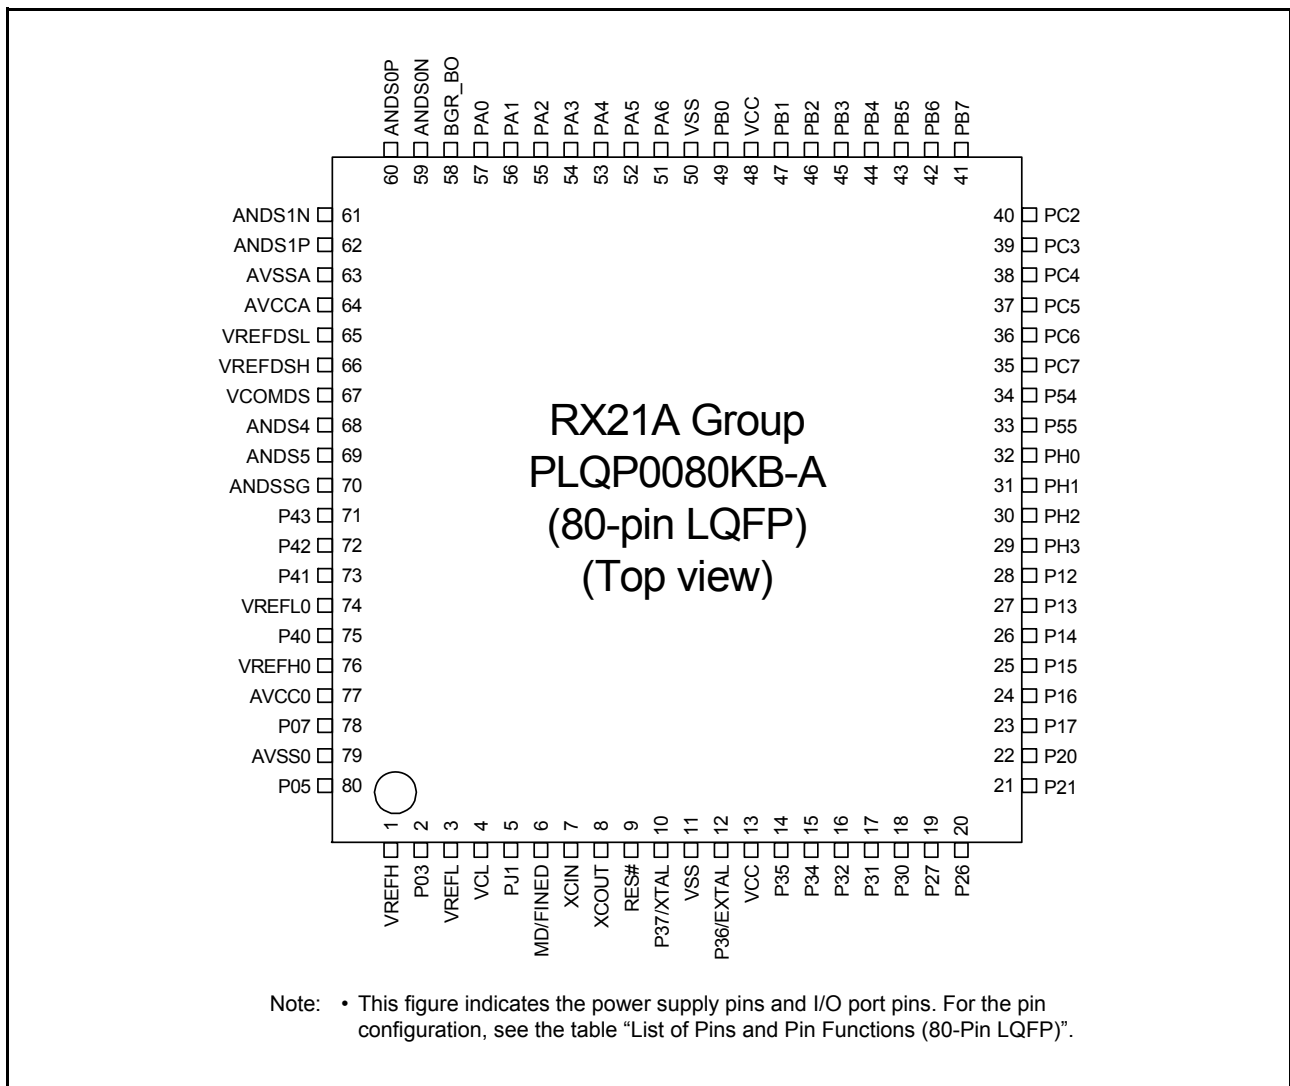 ANDS0P
ANDS0N
BGR_BO
PA0
PA1
PA2
PA3
PA4
PA5
PA6
VSS
PB0
VCC
PB1
PB2
PB3
PB4
PB5
PB6
PB7
60
59
58
57
56
55
54
53
52
51
50
49
48
47
46
45
44
43
42
41
ANDS1N 61
ANDS1P 62
AVSSA 63
AVCCA 64
VREFDSL 65
VREFDSH 66
VCOMDS 67
ANDS4 68
ANDS5 69
ANDSSG 70
P43 71
P42 72
P41 73
VREFL0 74
P40 75
VREFH0 76
AVCC0 77
P07 78
AVSS0 79
P05 80
RX21A Group
PLQP0080KB-A
(80-pin LQFP)
(Top view)
40 PC2
39 PC3
38 PC4
37 PC5
36 PC6
35 PC7
34 P54
33 P55
32 PH0
31 PH1
30 PH2
29 PH3
28 P12
27 P13
26 P14
25 P15
24 P16
23 P17
22 P20
21 P21
1
2
3
4
5
6
7
8
9
10
11
12
13
14
15
16
17
18
19
20
VREFH
P03
VREFL
VCL
PJ1
MD/FINED
XCIN
XCOUT
RES#
P37/XTAL
VSS
P36/EXTAL
VCC
P35
P34
P32
P31
P30
P27
P26
Note: • This figure indicates the power supply pins and I/O port pins. For the pin
configuration, see the table “List of Pins and Pin Functions (80-Pin LQFP)”.